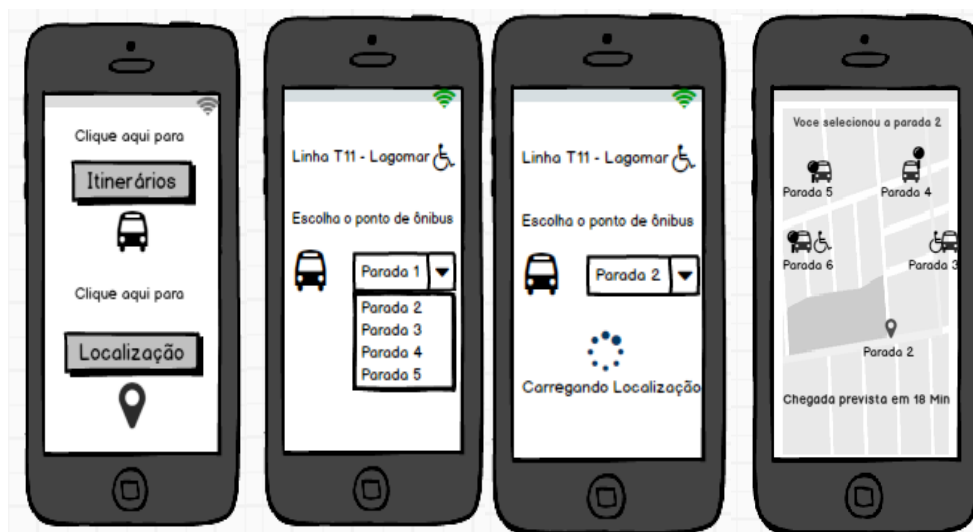 Clique aqui para
Itinerários
Clique aqui para
Localização
Linha T11 - Lagomar
Escolha o ponto de ônibus
Parada 1
Parada 2
Parada 3
Parada 4
Parada 5
Linha T11 - Lagomar
Escolha o ponto de ônibus
Parada 2
Carregando Localização
Voce selecionou a parada 2
Parada 5 Parada 4
Parada 6 Parada 3
Parada 2
Chegada prevista em 18 Min